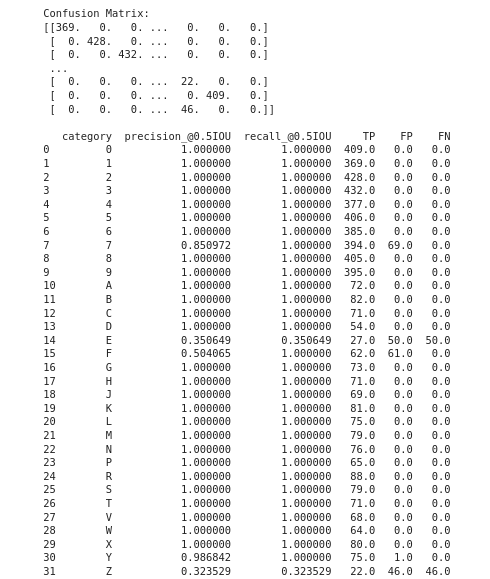 Confusion Matrix:
[[369. 0. 0. ... 0. 0. 0.]
[ 0. 428. 0. ... 0. 0. 0.]
[ 0. 0. 432. ... 0. 0. 0.]
...
[ 0. 0. 0. ... 22. 0. 0.]
[ 0. 0. 0. ... 0. 409. 0.]
[ 0. 0. 0. ... 46. 0. 0.]]
category precision_@0.5IOU recall_@0.5IOU TP FP FN
0 0 1.000000 1.000000 409.0 0.0 0.0
1 1 1.000000 1.000000 369.0 0.0 0.0
2 2 1.000000 1.000000 428.0 0.0 0.0
3 3 1.000000 1.000000 432.0 0.0 0.0
4 4 1.000000 1.000000 377.0 0.0 0.0
5 5 1.000000 1.000000 406.0 0.0 0.0
6 6 1.000000 1.000000 385.0 0.0 0.0
7 7 0.850972 1.000000 394.0 69.0 0.0
8 8 1.000000 1.000000 405.0 0.0 0.0
9 9 1.000000 1.000000 395.0 0.0 0.0
10 A 1.000000 1.000000 72.0 0.0 0.0
11 B 1.000000 1.000000 82.0 0.0 0.0
12 C 1.000000 1.000000 71.0 0.0 0.0
13 D 1.000000 1.000000 54.0 0.0 0.0
14 E 0.350649 0.350649 27.0 50.0 50.0
15 F 0.504065 1.000000 62.0 61.0 0.0
16 G 1.000000 1.000000 73.0 0.0 0.0
17 H 1.000000 1.000000 71.0 0.0 0.0
18 J 1.000000 1.000000 69.0 0.0 0.0
19 K 1.000000 1.000000 81.0 0.0 0.0
20 L 1.000000 1.000000 75.0 0.0 0.0
21 M 1.000000 1.000000 79.0 0.0 0.0
22 N 1.000000 1.000000 76.0 0.0 0.0
23 P 1.000000 1.000000 65.0 0.0 0.0
24 R 1.000000 1.000000 88.0 0.0 0.0
25 S 1.000000 1.000000 79.0 0.0 0.0
26 T 1.000000 1.000000 71.0 0.0 0.0
27 V 1.000000 1.000000 68.0 0.0 0.0
28 W 1.000000 1.000000 64.0 0.0 0.0
29 X 1.000000 1.000000 80.0 0.0 0.0
30 Y 0.986842 1.000000 75.0 1.0 0.0
31 Z 0.323529 0.323529 22.0 46.0 46.0